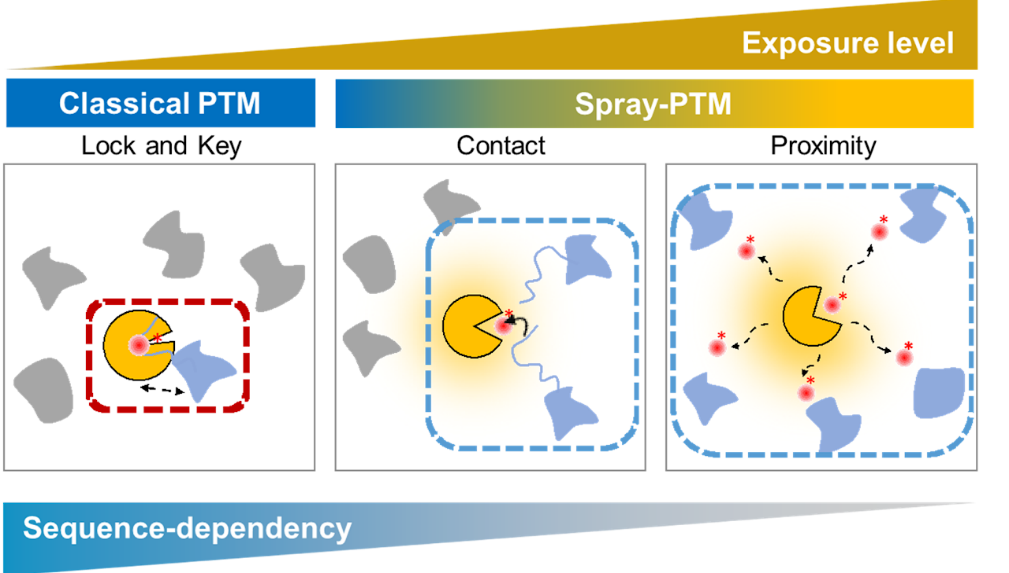 Exposure level
Classical PTM
Spray-PTM
Lock and Key
Contact
Proximity
*
*
*
*
*
*
*
*
Sequence-dependency